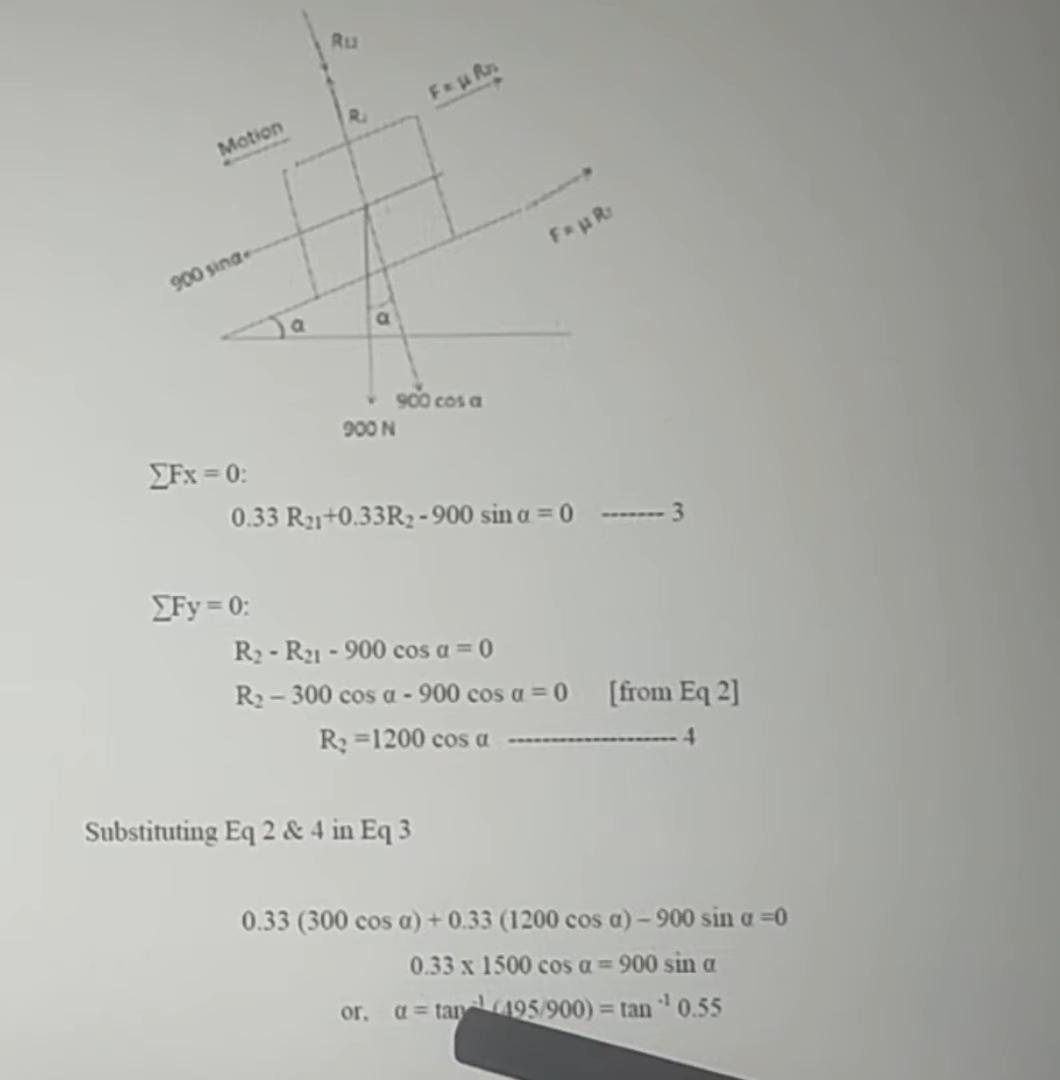 R₁₂
F = μ R₂₁
R₂
Motion
F = μ R₂
900 sinα
α
α
900 cos α
900 N
∑Fx = 0:
0.33 R₂₁+0.33R₂ - 900 sin α = 0 ------- 3
∑Fy = 0:
R₂ - R₂₁ - 900 cos α = 0
R₂ – 300 cos α - 900 cos α = 0 [from Eq 2]
R₂ =1200 cos α -------------------- 4
Substituting Eq 2 & 4 in Eq 3
0.33 (300 cos α) + 0.33 (1200 cos α) – 900 sin α =0
0.33 x 1500 cos α = 900 sin α
or, α = tan⁻¹ (495/900) = tan ⁻¹ 0.55